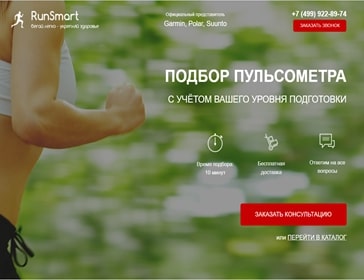 RunSmart
бегай легко - укрепляй здоровье
Официальный представитель
Garmin, Polar, Suunto
+7 (499) 922-89-74
ЗАКАЗАТЬ ЗВОНОК
ПОДБОР ПУЛЬСОМЕТРА
С УЧЁТОМ ВАШЕГО УРОВНЯ ПОДГОТОВКИ
Время подбора:
10 минут
Бесплатная
доставка
Ответим на все
вопросы
ЗАКАЗАТЬ КОНСУЛЬТАЦИЮ
или ПЕРЕЙТИ В КАТАЛОГ